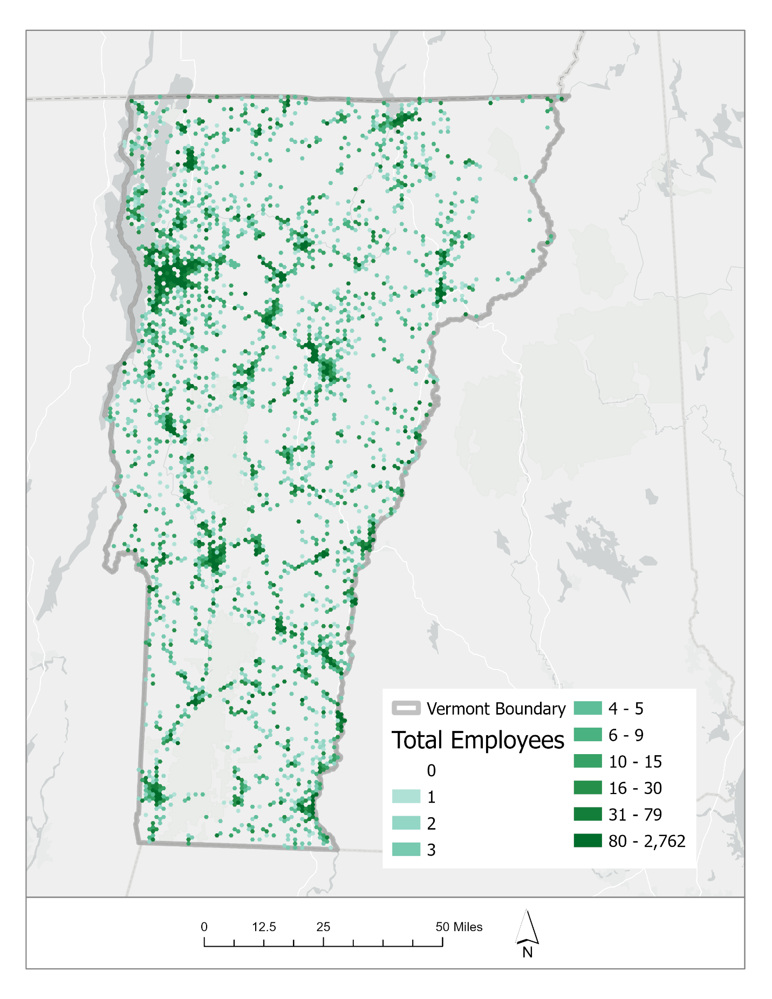 Vermont Boundary
Total Employees
0
1
2
3
4 - 5
6 - 9
10 - 15
16 - 30
31 - 79
80 - 2,762
0 12.5 25 50 Miles
N